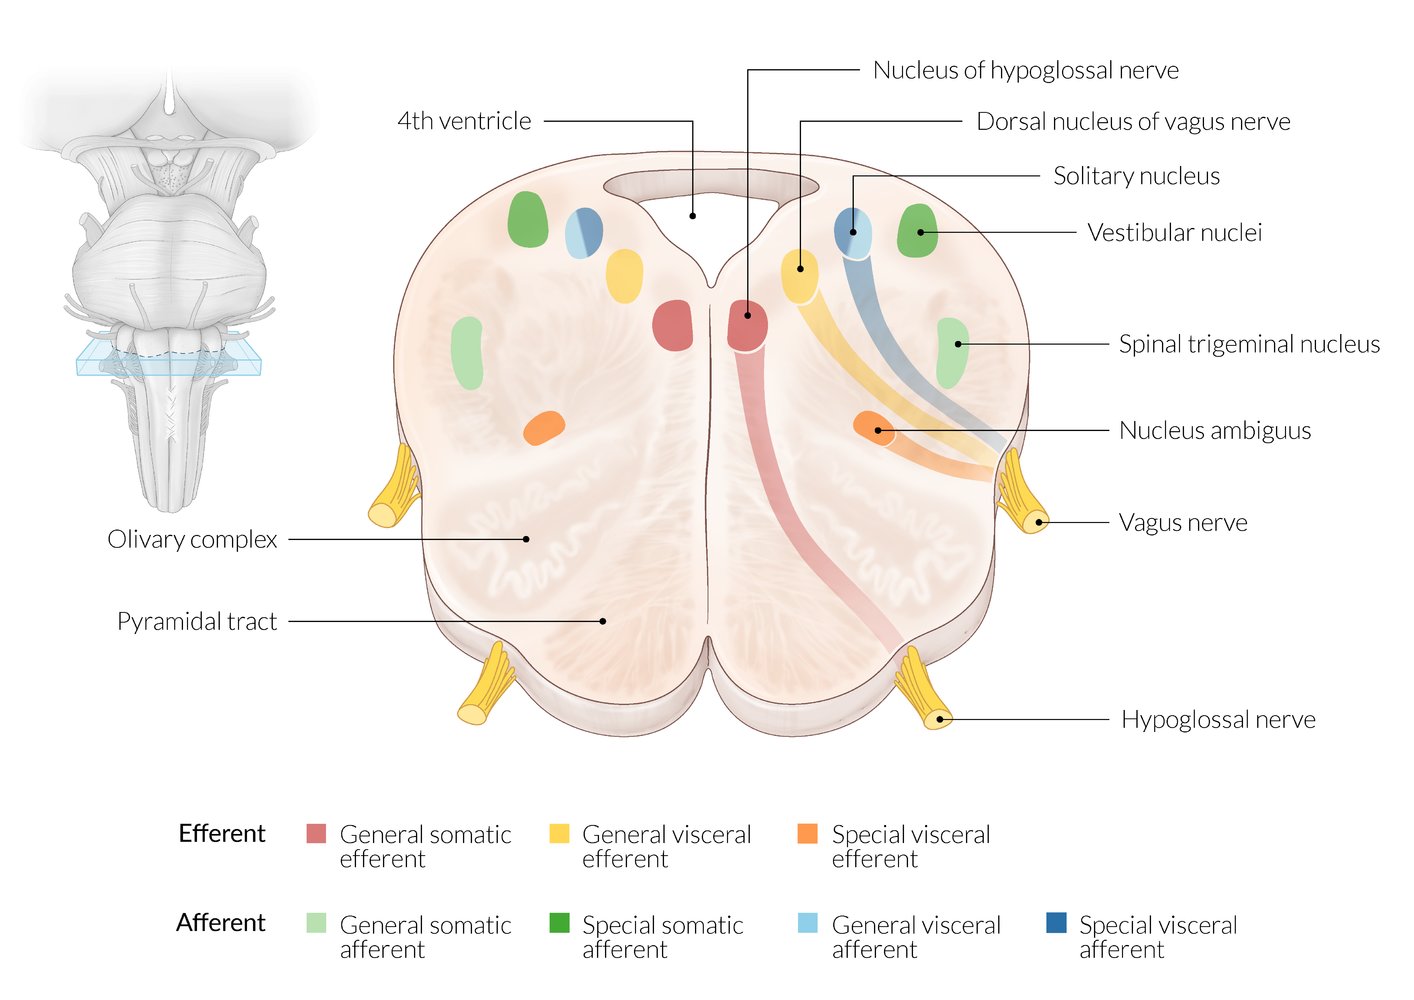 Nucleus of hypoglossal nerve
4th ventricle
Dorsal nucleus of vagus nerve
Solitary nucleus
Vestibular nuclei
Spinal trigeminal nucleus
Nucleus ambiguus
Vagus nerve
Olivary complex
Pyramidal tract
Hypoglossal nerve
Efferent
General somatic
efferent
General visceral
efferent
Special visceral
efferent
Afferent
General somatic
afferent
Special somatic
afferent
General visceral
afferent
Special visceral
afferent